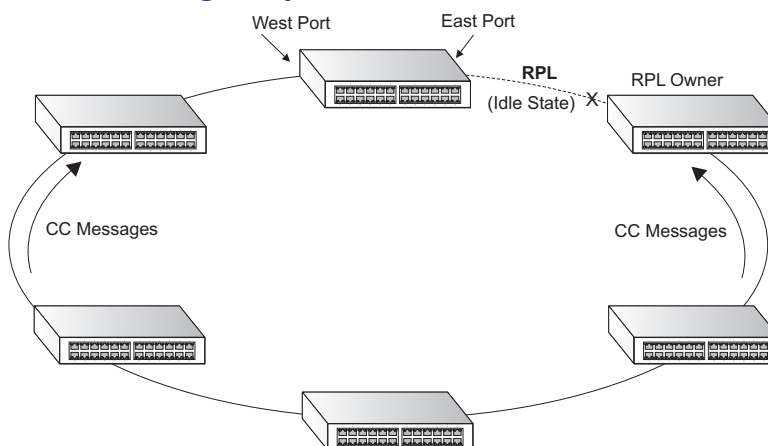 West Port
East Port
RPL
(Idle State)
X
RPL Owner
CC Messages
CC Messages